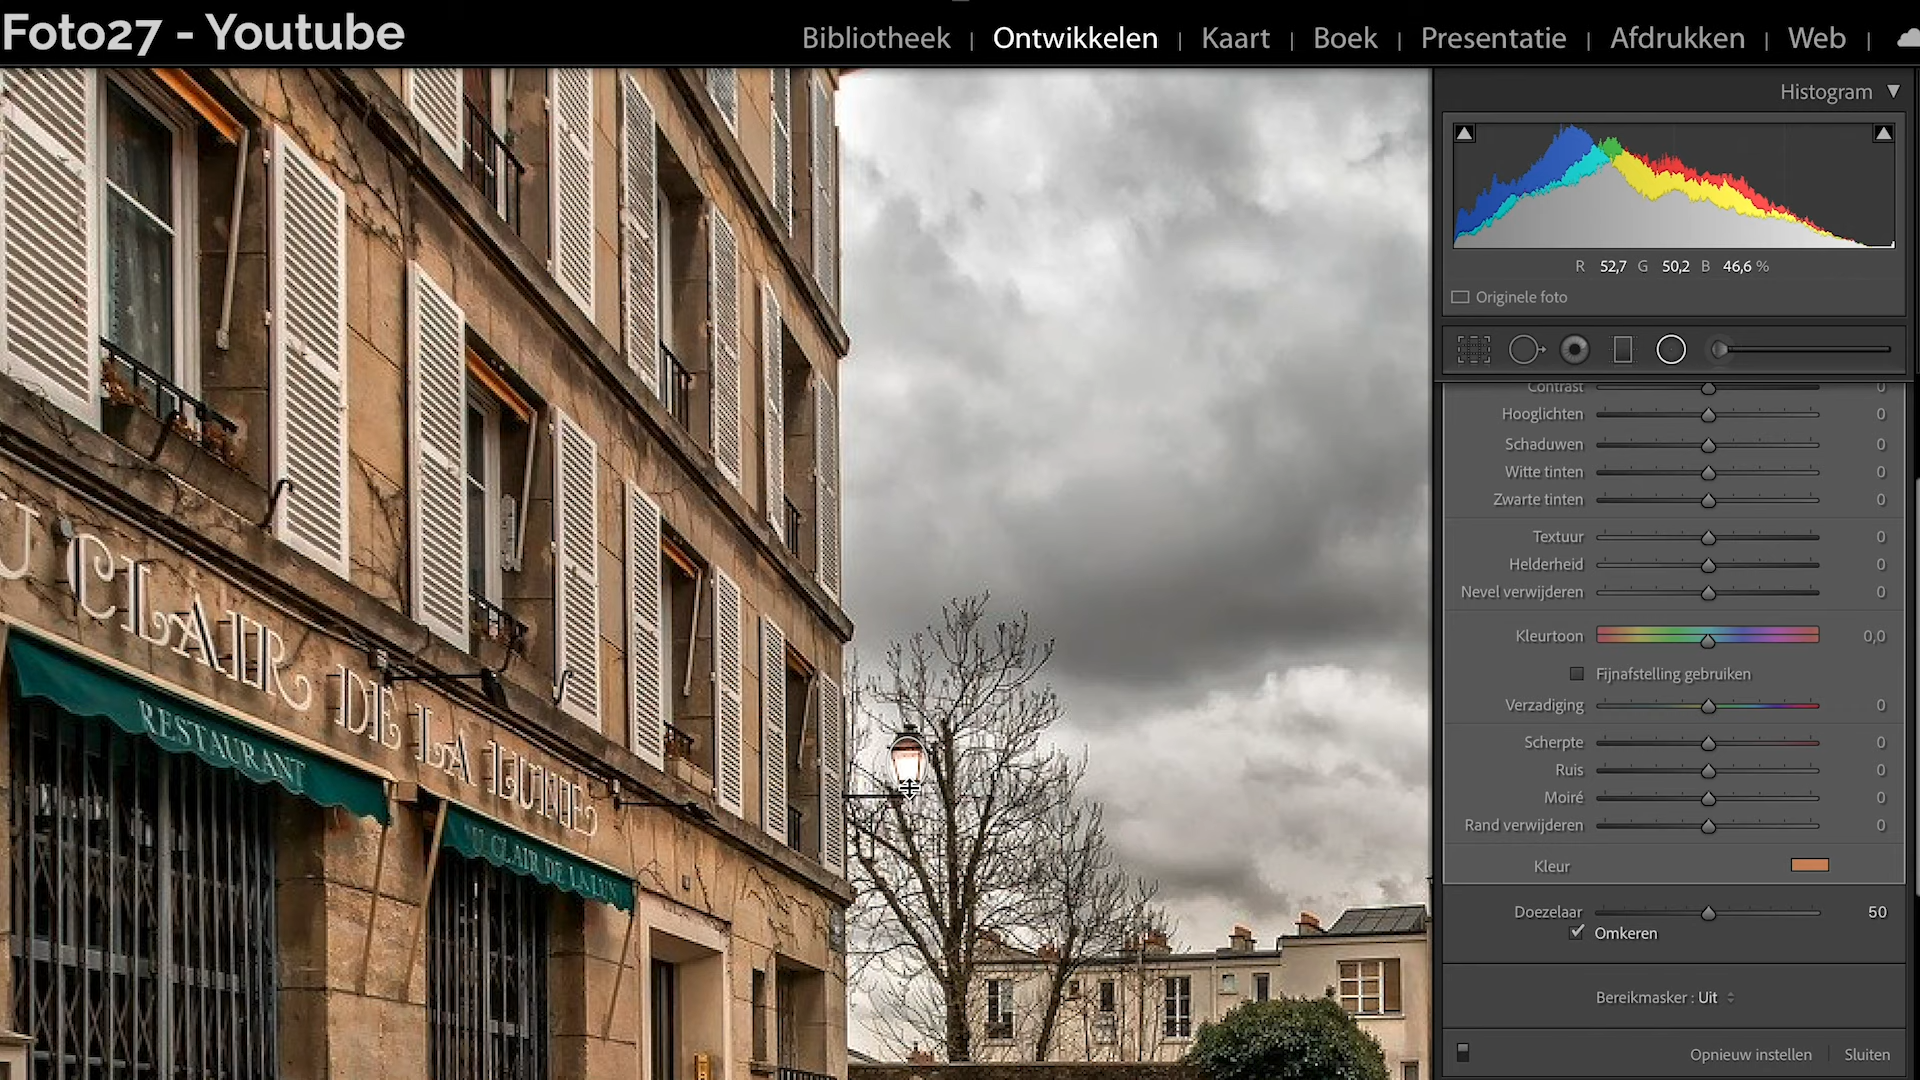 Foto27 - Youtube
Bibliotheek | Ontwikkelen | Kaart | Boek | Presentatie | Afdrukken | Web |
Histogram
R 52,7 G 50,2 B 46,6 %
Originele foto
Contrast 0
Hooglichten 0
Schaduwen 0
Witte tinten 0
Zwarte tinten 0
Textuur 0
Helderheid 0
Nevel verwijderen 0
Kleurtoon 0,0
Fijnafstelling gebruiken
Verzadiging 0
Scherpte 0
Ruis 0
Moiré 0
Rand verwijderen 0
Kleur
Doezelaar 50
Omkeren
Bereikmasker : Uit
Opnieuw instellen Sluiten
U CLAIR DE LA LUNE
RESTAURANT
AU CLAIR DE LA LUN